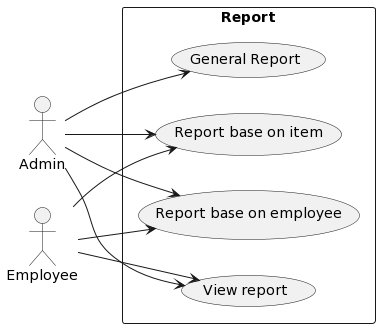 Report
General Report
Report base on item
Admin
Report base on employee
Employee
View report